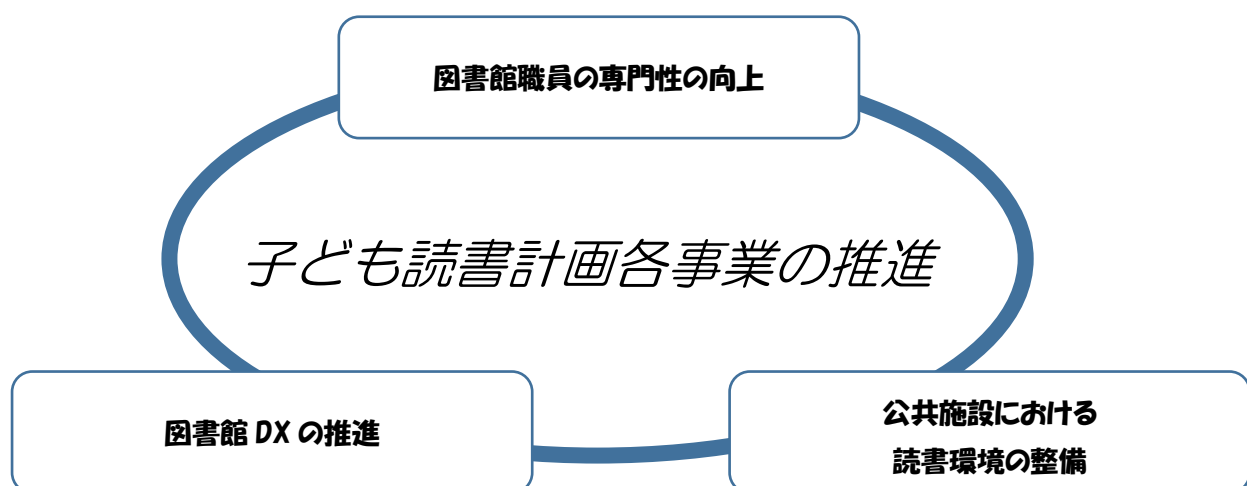 図書館職員の専門性の向上
子ども読書計画各事業の推進
図書館 DX の推進
公共施設における
読書環境の整備